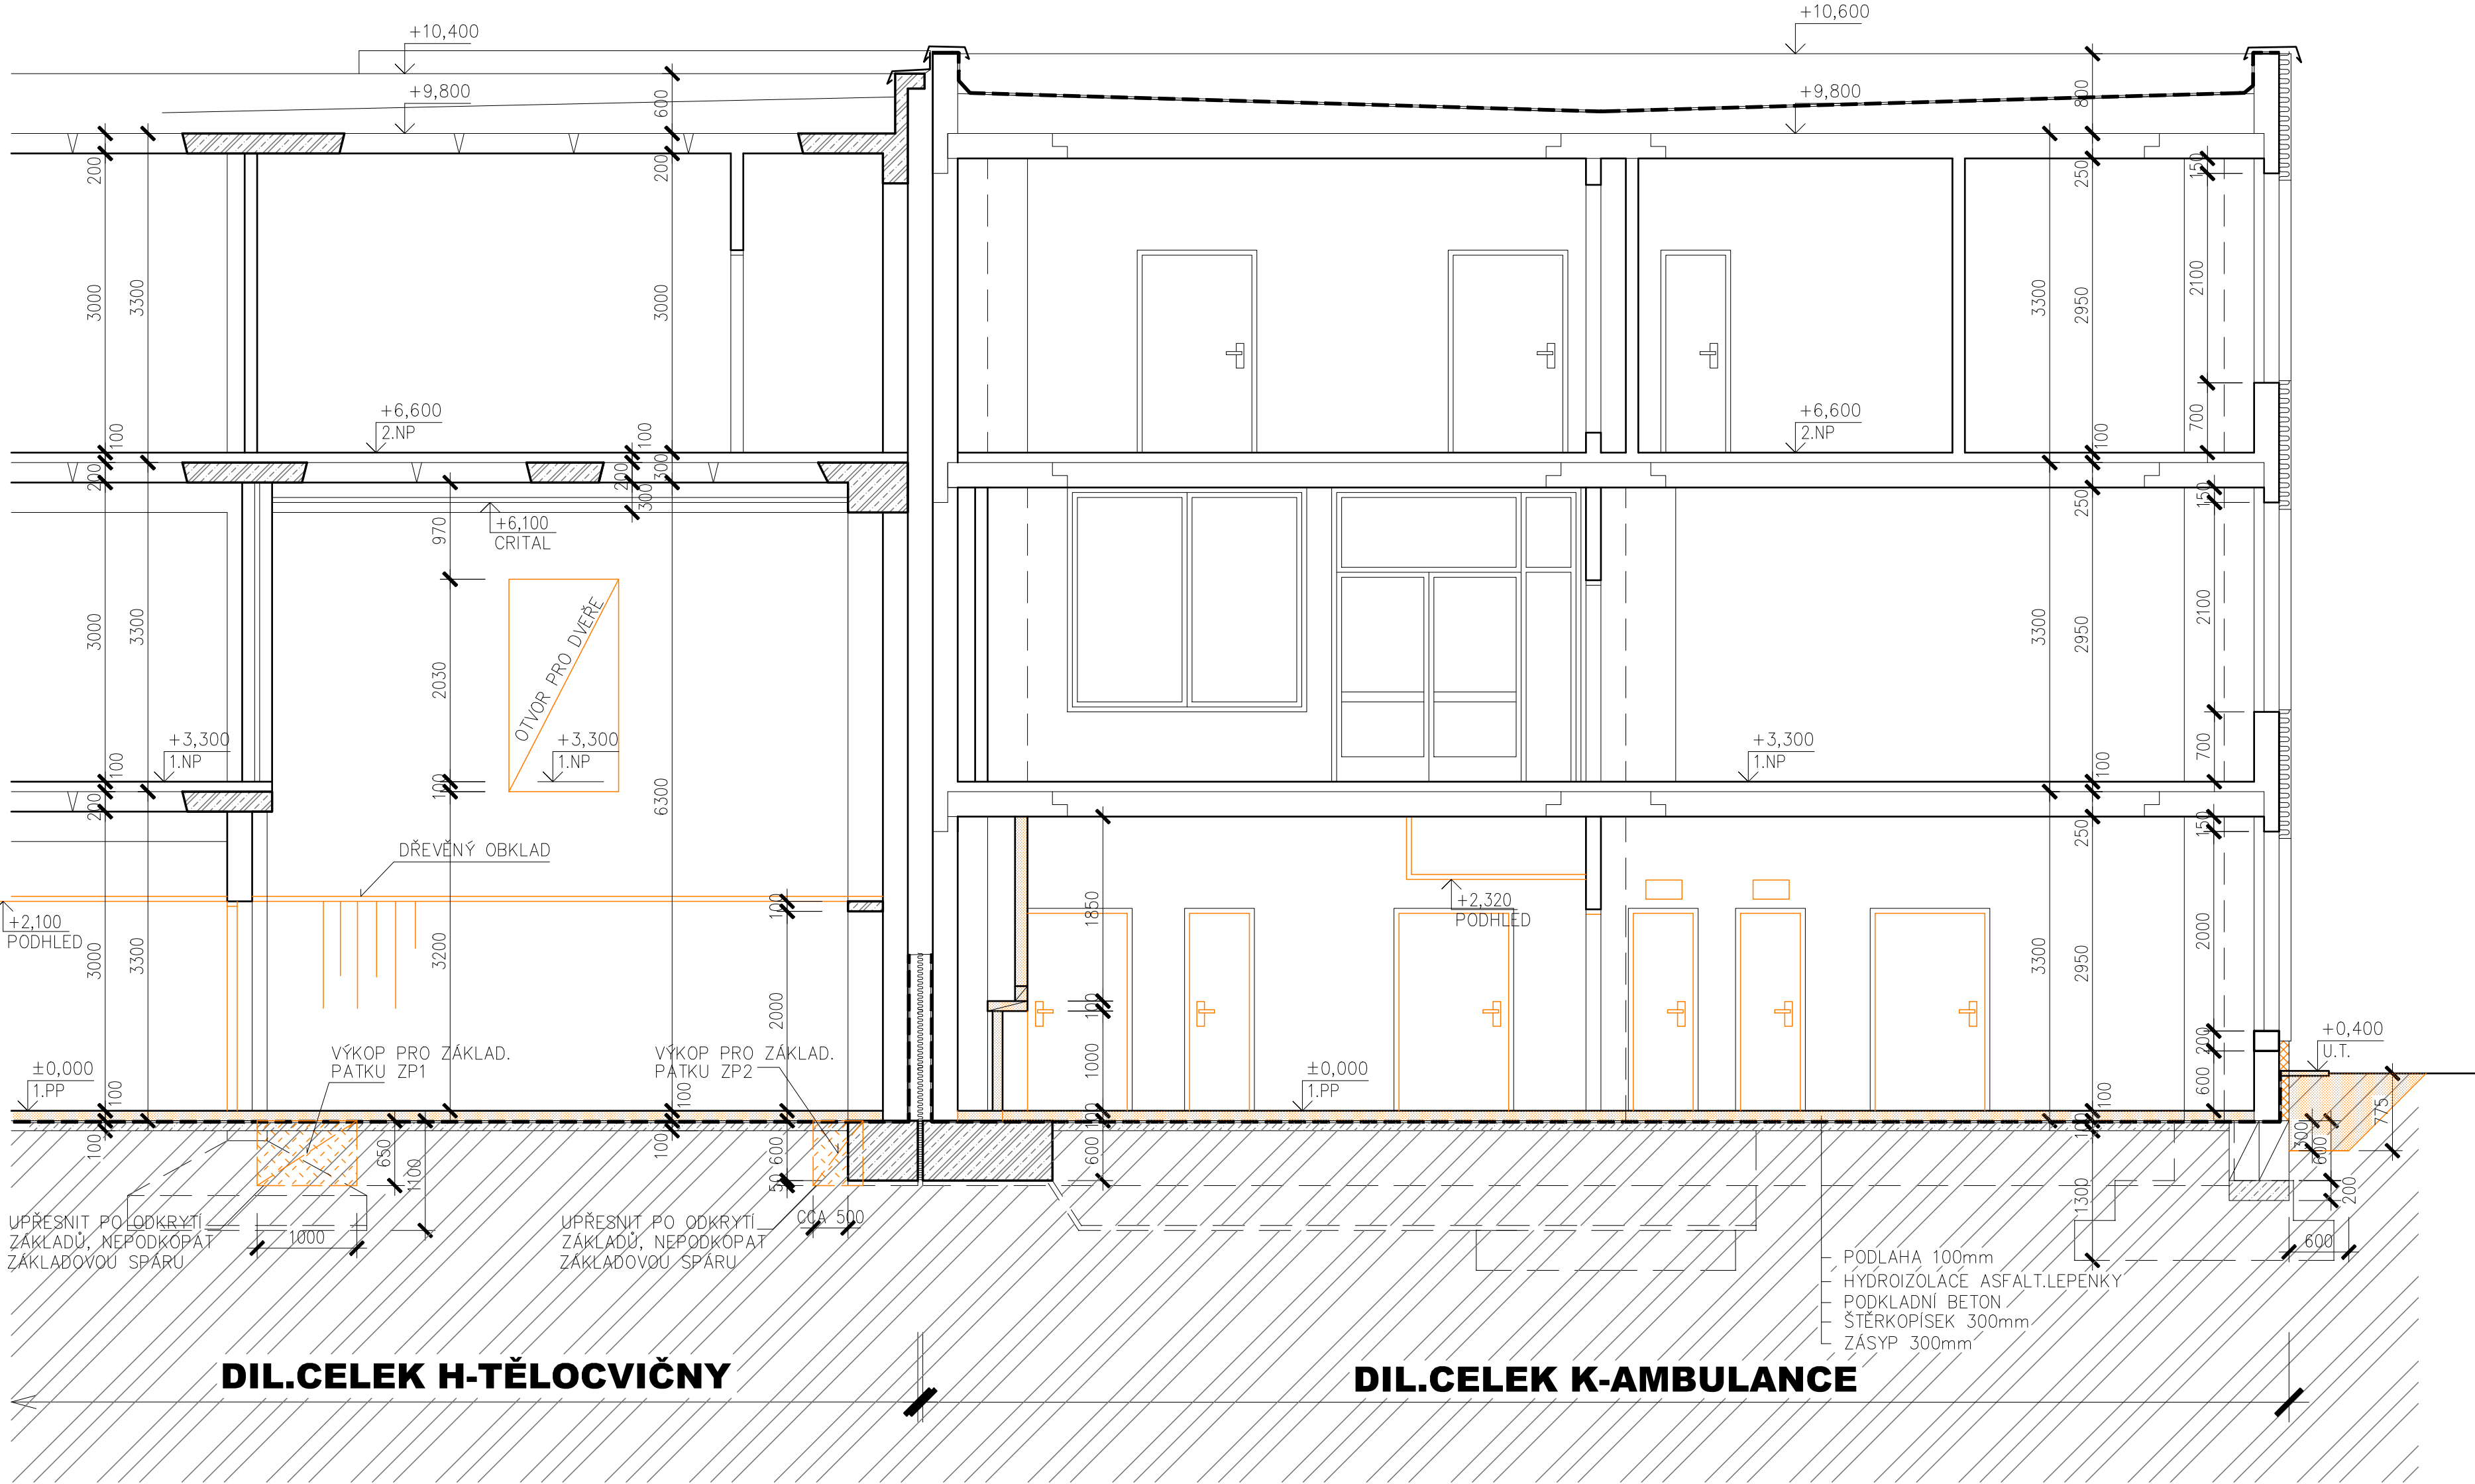 +10,400
+10,600
+9,800
+9,800
600
800
200
200
250
150
3000
3300
3000
3300
2950
2100
+6,600
2.NP
+6,600
2.NP
700
100
100
100
200
200
300
300
250
150
970
+6,100
CRITAL
OTVOR PRO DVEŘE
3000
3300
2030
3300
2950
2100
+3,300
1.NP
+3,300
1.NP
+3,300
1.NP
700
100
100
100
200
6300
250
150
DŘEVĚNÝ OBKLAD
+2,100
PODHLED
+2,320
PODHLED
100
1850
3000
3300
3200
2000
3300
2950
2000
100
1000
200
600
+0,400
U.T.
VÝKOP PRO ZÁKLAD.
PATKU ZP1
VÝKOP PRO ZÁKLAD.
PATKU ZP2
±0,000
1.PP
±0,000
1.PP
100
100
100
100
100
100
100
650
1100
600
50
600
1300
300
600
775
200
600
UPŘESNIT PO ODKRYTÍ
ZÁKLADŮ, NEPODKOPAT
ZÁKLADOVOU SPÁRU
1000
UPŘESNIT PO ODKRYTÍ
ZÁKLADŮ, NEPODKOPAT
ZÁKLADOVOU SPÁRU
CCA 500
PODLAHA 100mm
HYDROIZOLACE ASFALT.LEPENKY
PODKLADNÍ BETON
ŠTĚRKOPÍSEK 300mm
ZÁSYP 300mm
DIL.CELEK H-TĚLOCVIČNY
DIL.CELEK K-AMBULANCE